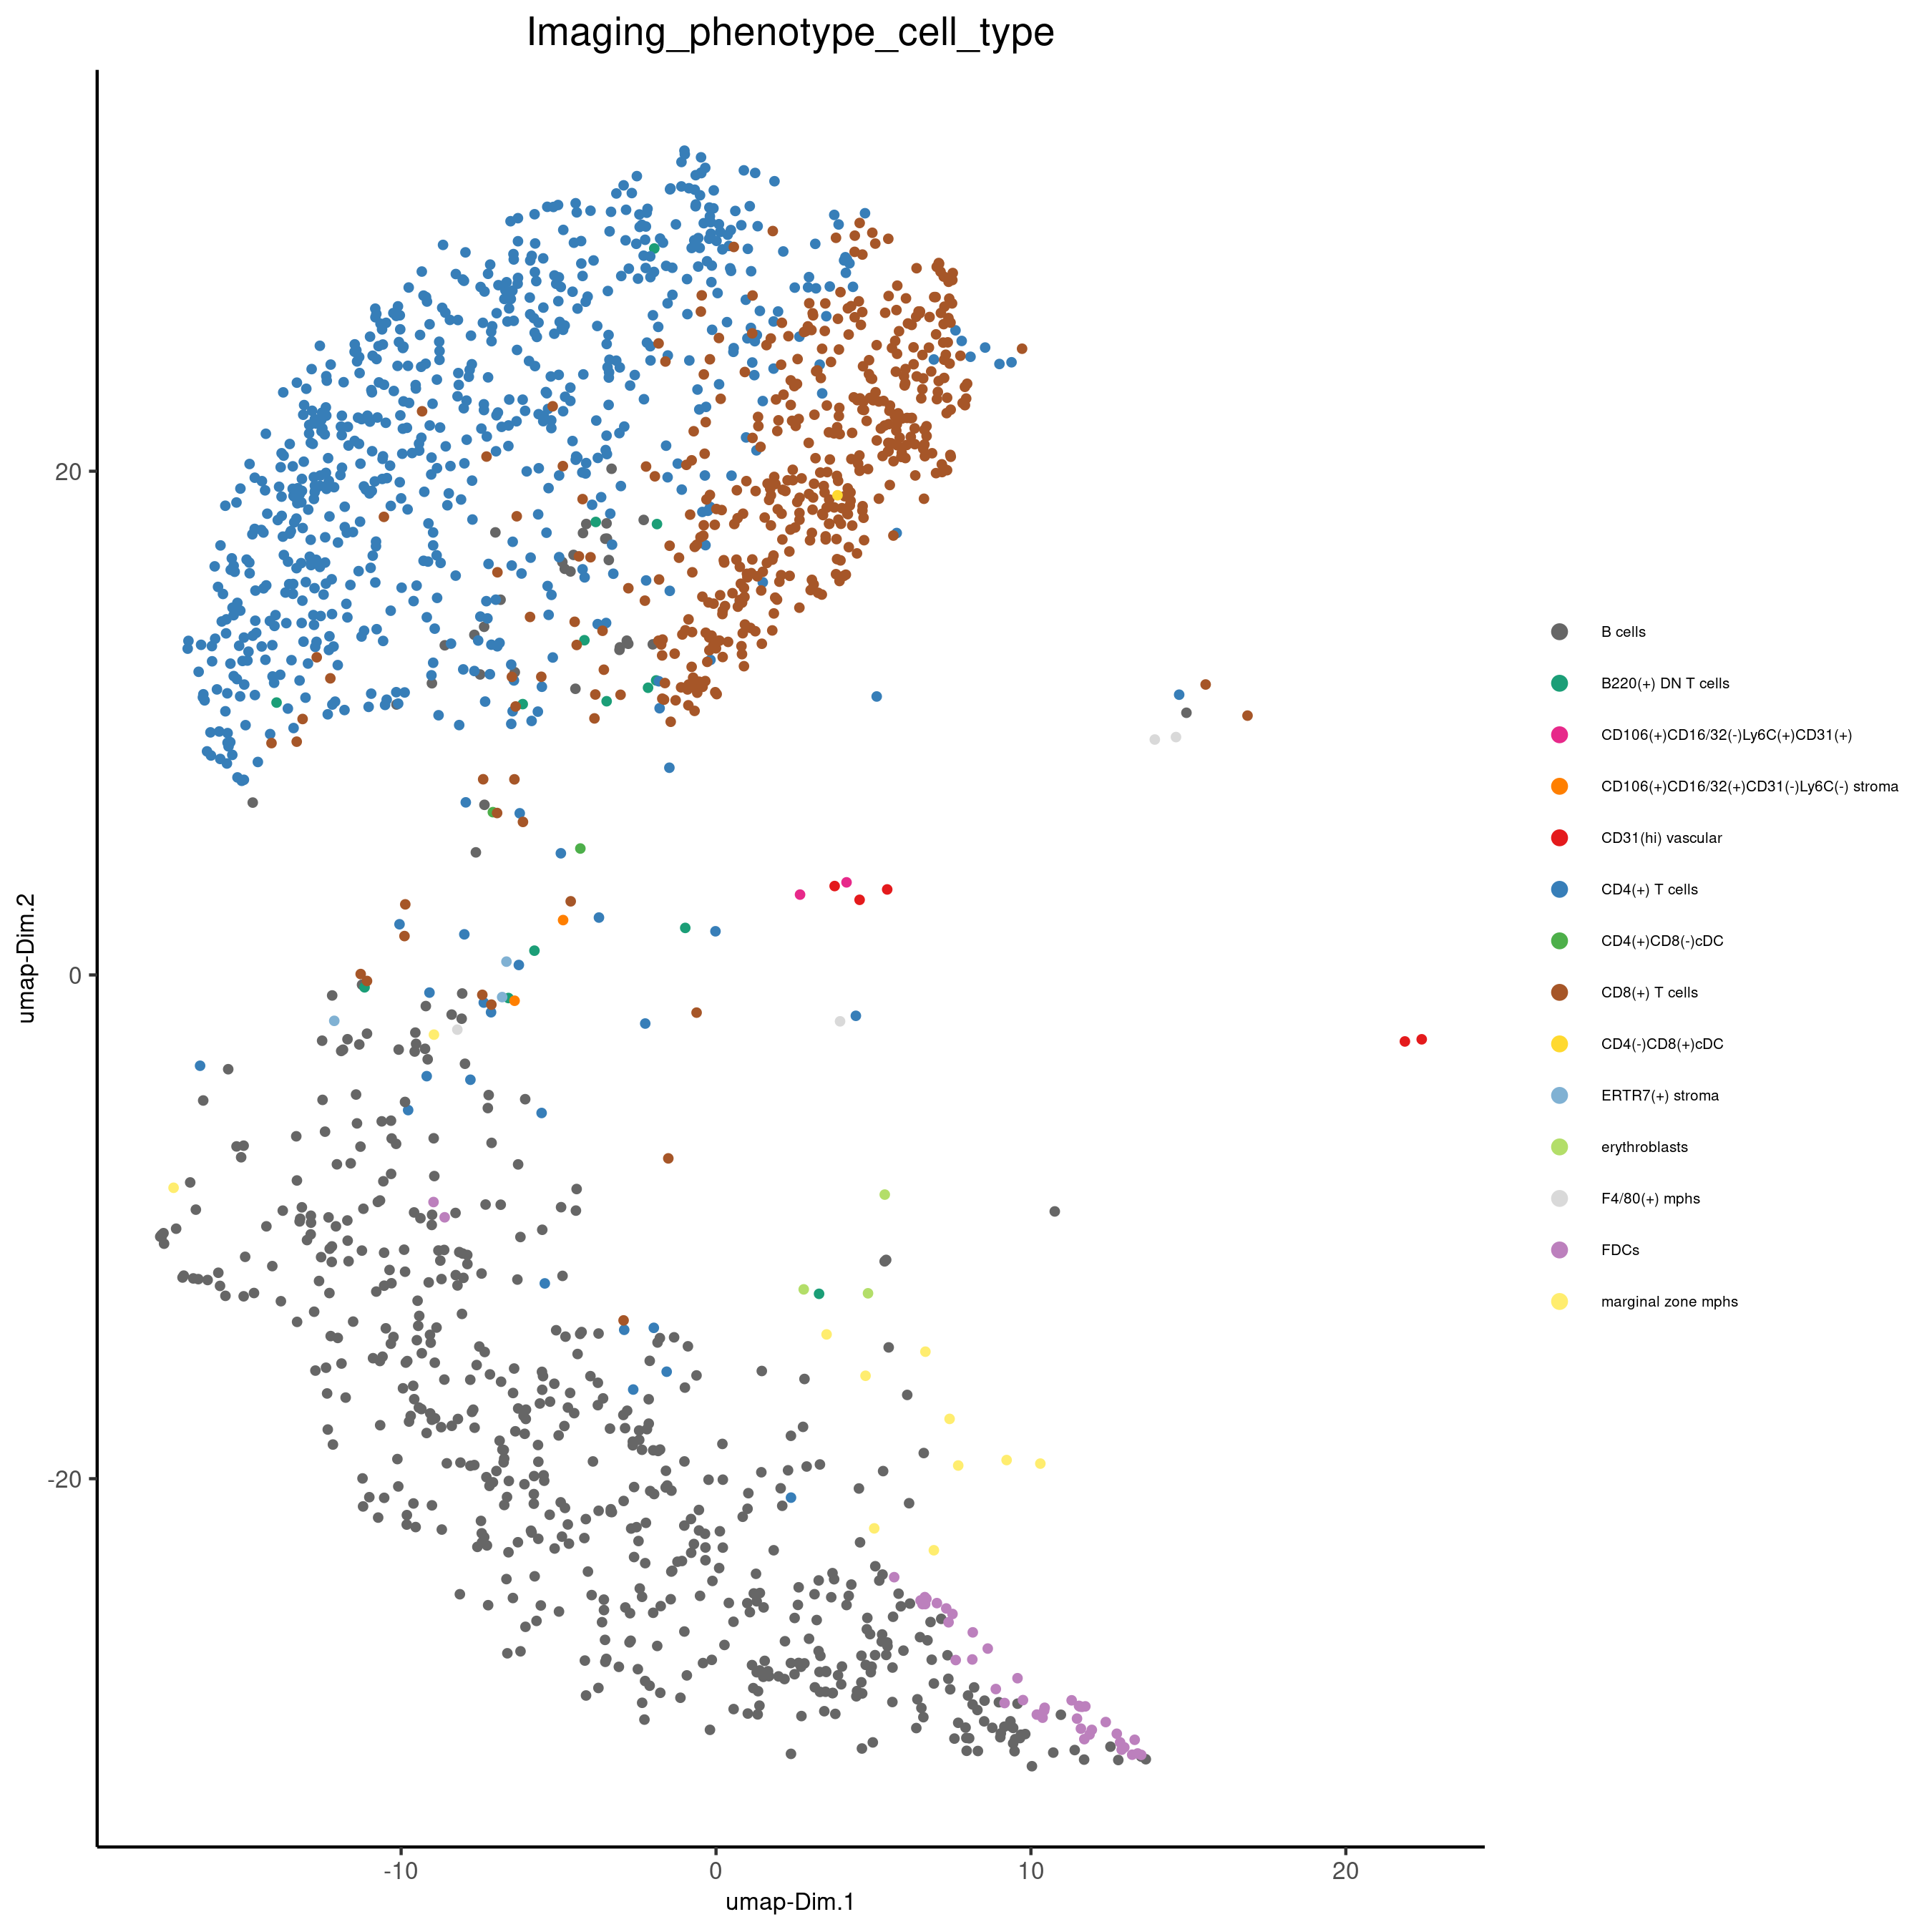 Imaging_phenotype_cell_type
umap-Dim.2
20
0
-20
-10
0
10
20
umap-Dim.1
B cells
B220(+) DN T cells
CD106(+)CD16/32(-)Ly6C(+)CD31(+)
CD106(+)CD16/32(+)CD31(-)Ly6C(-) stroma
CD31(hi) vascular
CD4(+) T cells
CD4(+)CD8(-)cDC
CD8(+) T cells
CD4(-)CD8(+)cDC
ERTR7(+) stroma
erythroblasts
F4/80(+) mphs
FDCs
marginal zone mphs